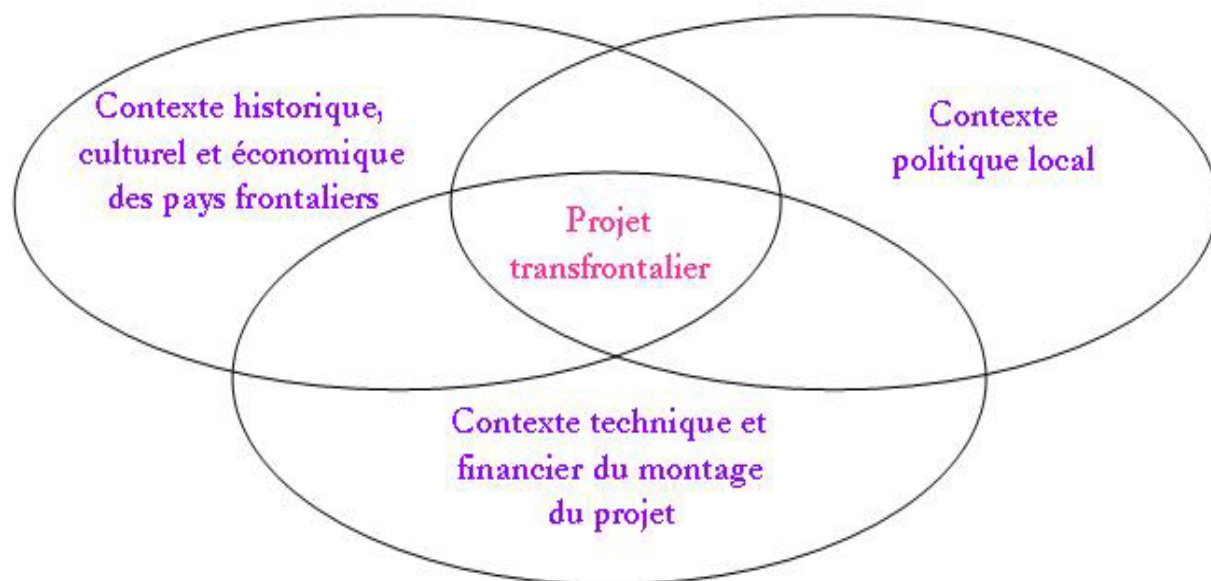 Contexte historique,
culturel et économique
des pays frontaliers
Contexte
politique local
Projet
transfrontalier
Contexte technique et
financier du montage
du projet